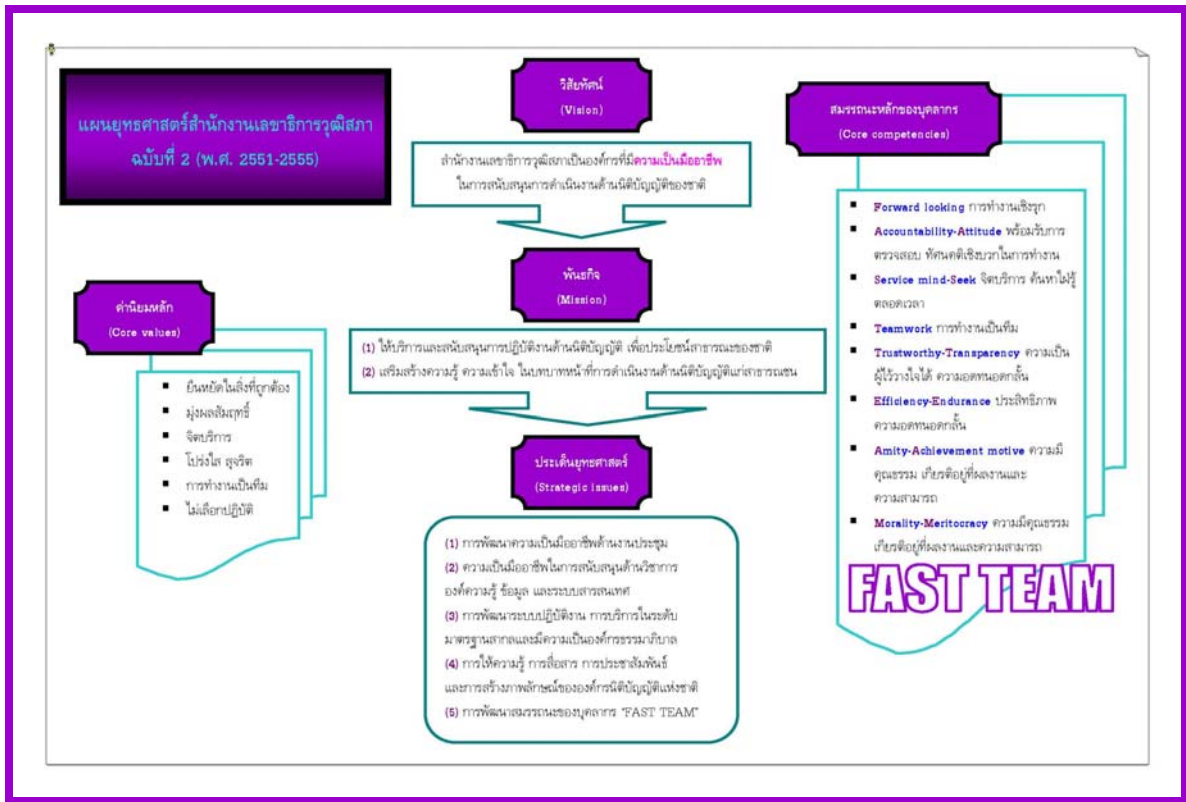 แผนยุทธศาสตร์สำนักงานเลขาธิการวุฒิสภา
ฉบับที่ 2 (พ.ศ. 2551-2555)
วิสัยทัศน์
(Vision)
สำนักงานเลขาธิการวุฒิสภาเป็นองค์กรที่มีความเป็นมืออาชีพ
ในการสนับสนุนการดำเนินงานด้านนิติบัญญัติของชาติ
พันธกิจ
(Mission)
(1) ให้บริการและสนับสนุนการปฏิบัติงานด้านนิติบัญญัติ เพื่อประโยชน์สาธารณะของชาติ
(2) เสริมสร้างความรู้ ความเข้าใจ ในบทบาทหน้าที่การดำเนินงานด้านนิติบัญญัติแก่สาธารณชน
ประเด็นยุทธศาสตร์
(Strategic issues)
(1) การพัฒนาความเป็นมืออาชีพด้านงานประชุม
(2) ความเป็นมืออาชีพในการสนับสนุนด้านวิชาการ
องค์ความรู้ ข้อมูล และระบบสารสนเทศ
(3) การพัฒนาระบบปฏิบัติงาน การบริการในระดับ
มาตรฐานสากลและมีความเป็นองค์กรธรรมาภิบาล
(4) การให้ความรู้ การสื่อสาร การประชาสัมพันธ์
และการสร้างภาพลักษณ์ขององค์กรนิติบัญญัติแห่งชาติ
(5) การพัฒนาสมรรถนะของบุคลากร "FAST TEAM"
ค่านิยมหลัก
(Core values)
ยืนหยัดในสิ่งที่ถูกต้อง
มุ่งผลสัมฤทธิ์
จิตบริการ
โปร่งใส สุจริต
การทำงานเป็นทีม
ไม่เลือกปฏิบัติ
สมรรถนะหลักของบุคลากร
(Core competencies)
Forward looking การทำงานเชิงรุก
Accountability-Attitude พร้อมรับการ
ตรวจสอบ ทัศนคติเชิงบวกในการทำงาน
Service mind-Seek จิตบริการ ค้นหาใฝ่รู้
ตลอดเวลา
Teamwork การทำงานเป็นทีม
Trustworthy-Transparency ความเป็น
ผู้ไว้วางใจได้ ความอดทนอดกลั้น
Efficiency-Endurance ประสิทธิภาพ
ความอดทนอดกลั้น
Amity-Achievement motive ความมี
คุณธรรม เกียรติอยู่ที่ผลงานและ
ความสามารถ
Morality-Meritocracy ความมีคุณธรรม
เกียรติอยู่ที่ผลงานและความสามารถ
FAST TEAM